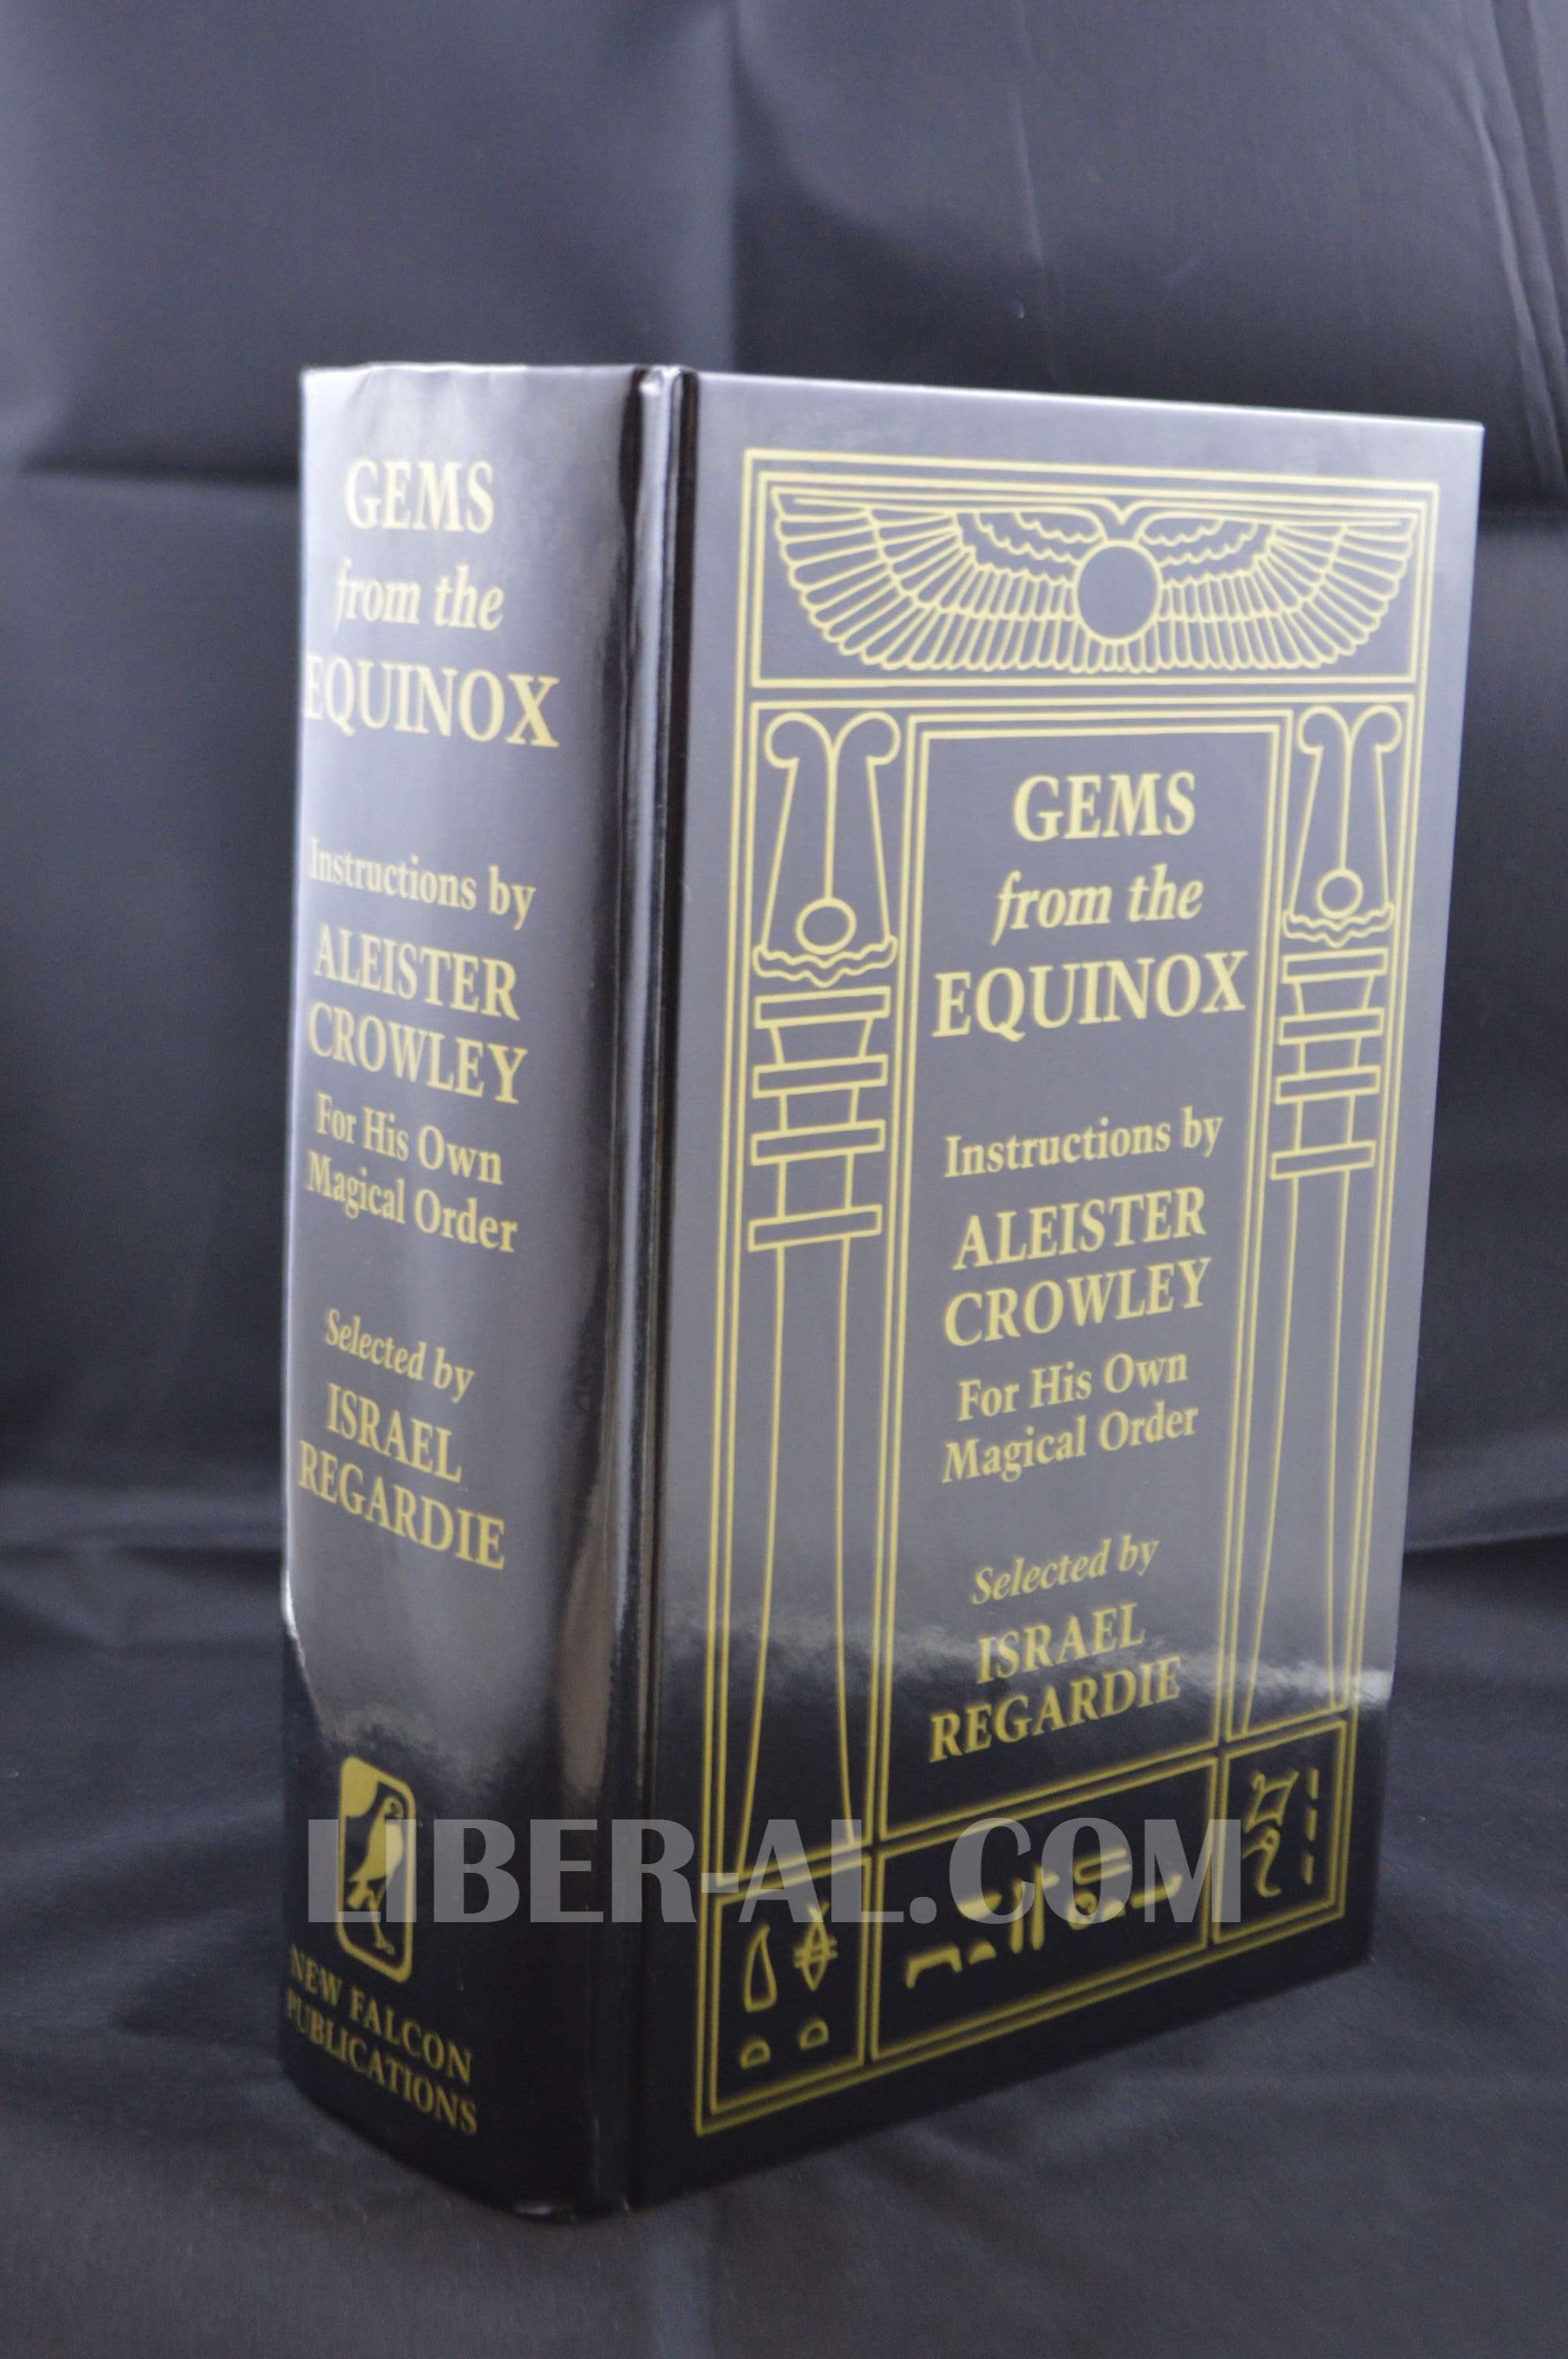 GEMS
from the
EQUINOX
Instructions by
ALEISTER
CROWLEY
For His Own
Magical Order
Selected by
ISRAEL
REGARDIE
NEW FALCON
PUBLICATIONS
GEMS
from the
EQUINOX
Instructions by
ALEISTER
CROWLEY
For His Own
Magical Order
Selected by
ISRAEL
REGARDIE
LIBER-AL.COM